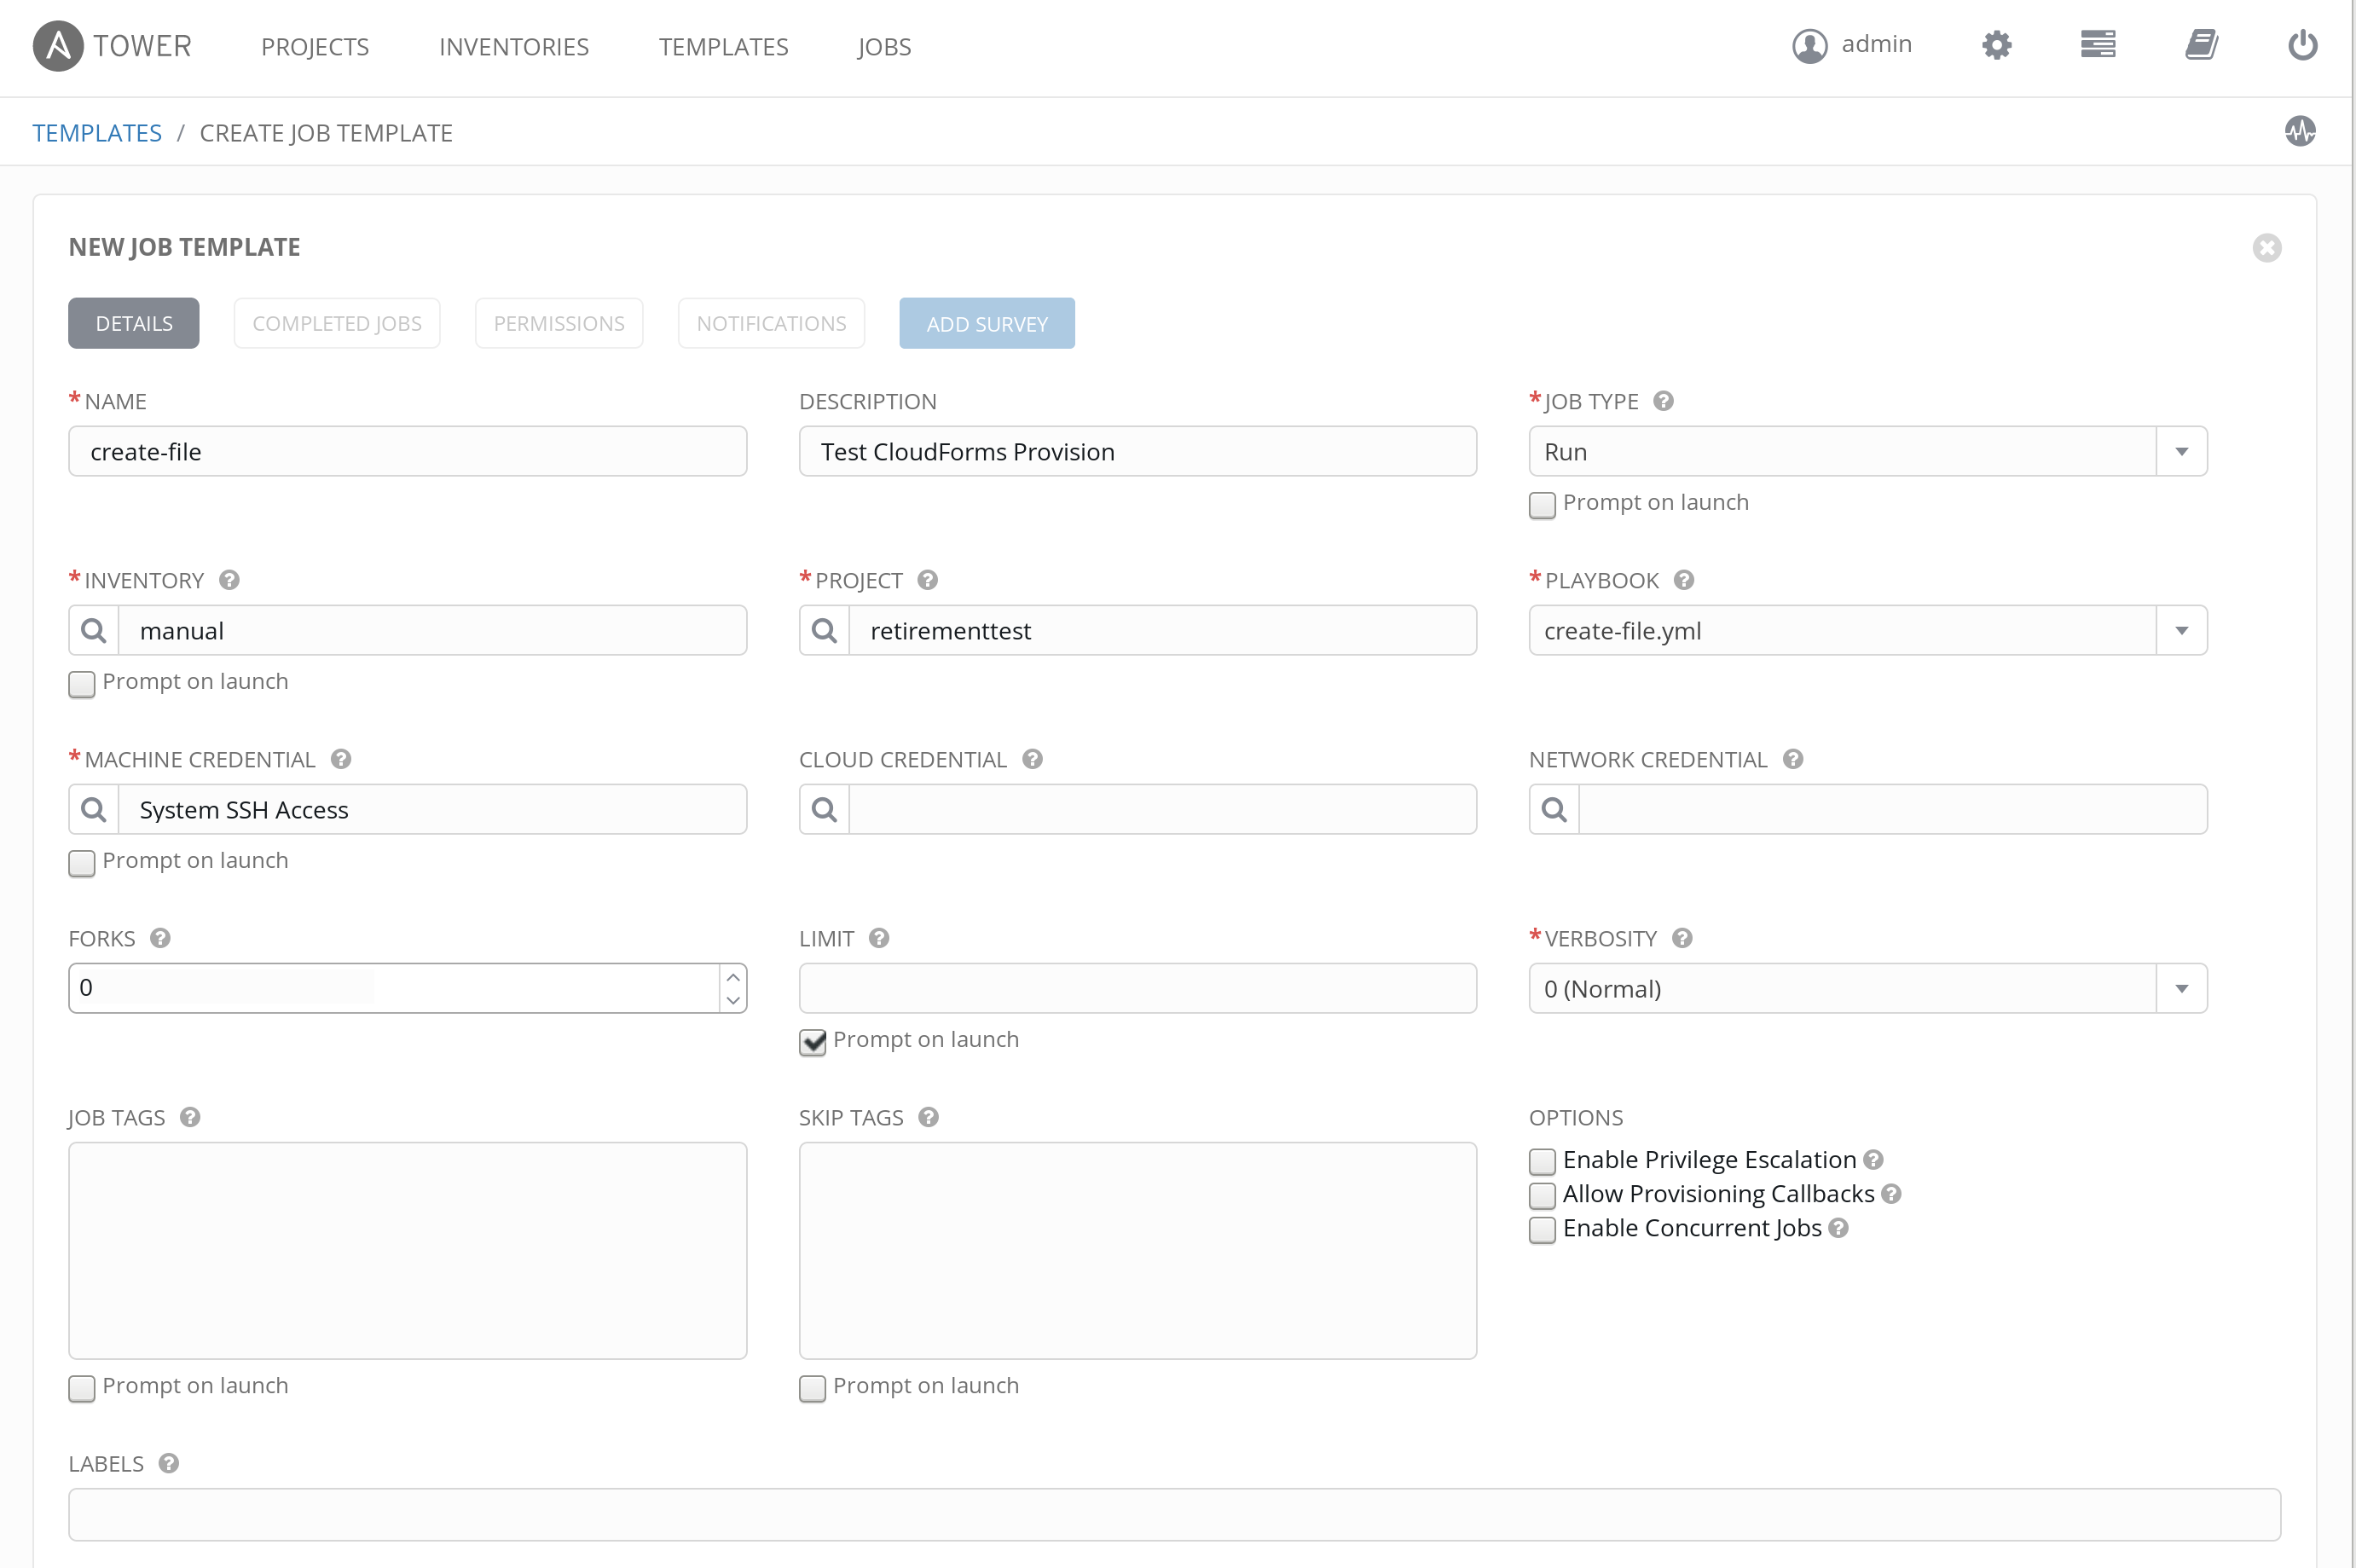 TOWER PROJECTS INVENTORIES TEMPLATES JOBS admin
TEMPLATES / CREATE JOB TEMPLATE
NEW JOB TEMPLATE
DETAILS COMPLETED JOBS PERMISSIONS NOTIFICATIONS ADD SURVEY
* NAME DESCRIPTION * JOB TYPE ?
create-file Test CloudForms Provision Run
Prompt on launch
* INVENTORY ? * PROJECT ? * PLAYBOOK ?
manual retirementtest create-file.yml
Prompt on launch
* MACHINE CREDENTIAL ? CLOUD CREDENTIAL ? NETWORK CREDENTIAL ?
System SSH Access
Prompt on launch
FORKS ? LIMIT ? * VERBOSITY ?
0 0 (Normal)
Prompt on launch
JOB TAGS ? SKIP TAGS ? OPTIONS
Enable Privilege Escalation ?
Allow Provisioning Callbacks ?
Enable Concurrent Jobs ?
Prompt on launch Prompt on launch
LABELS ?